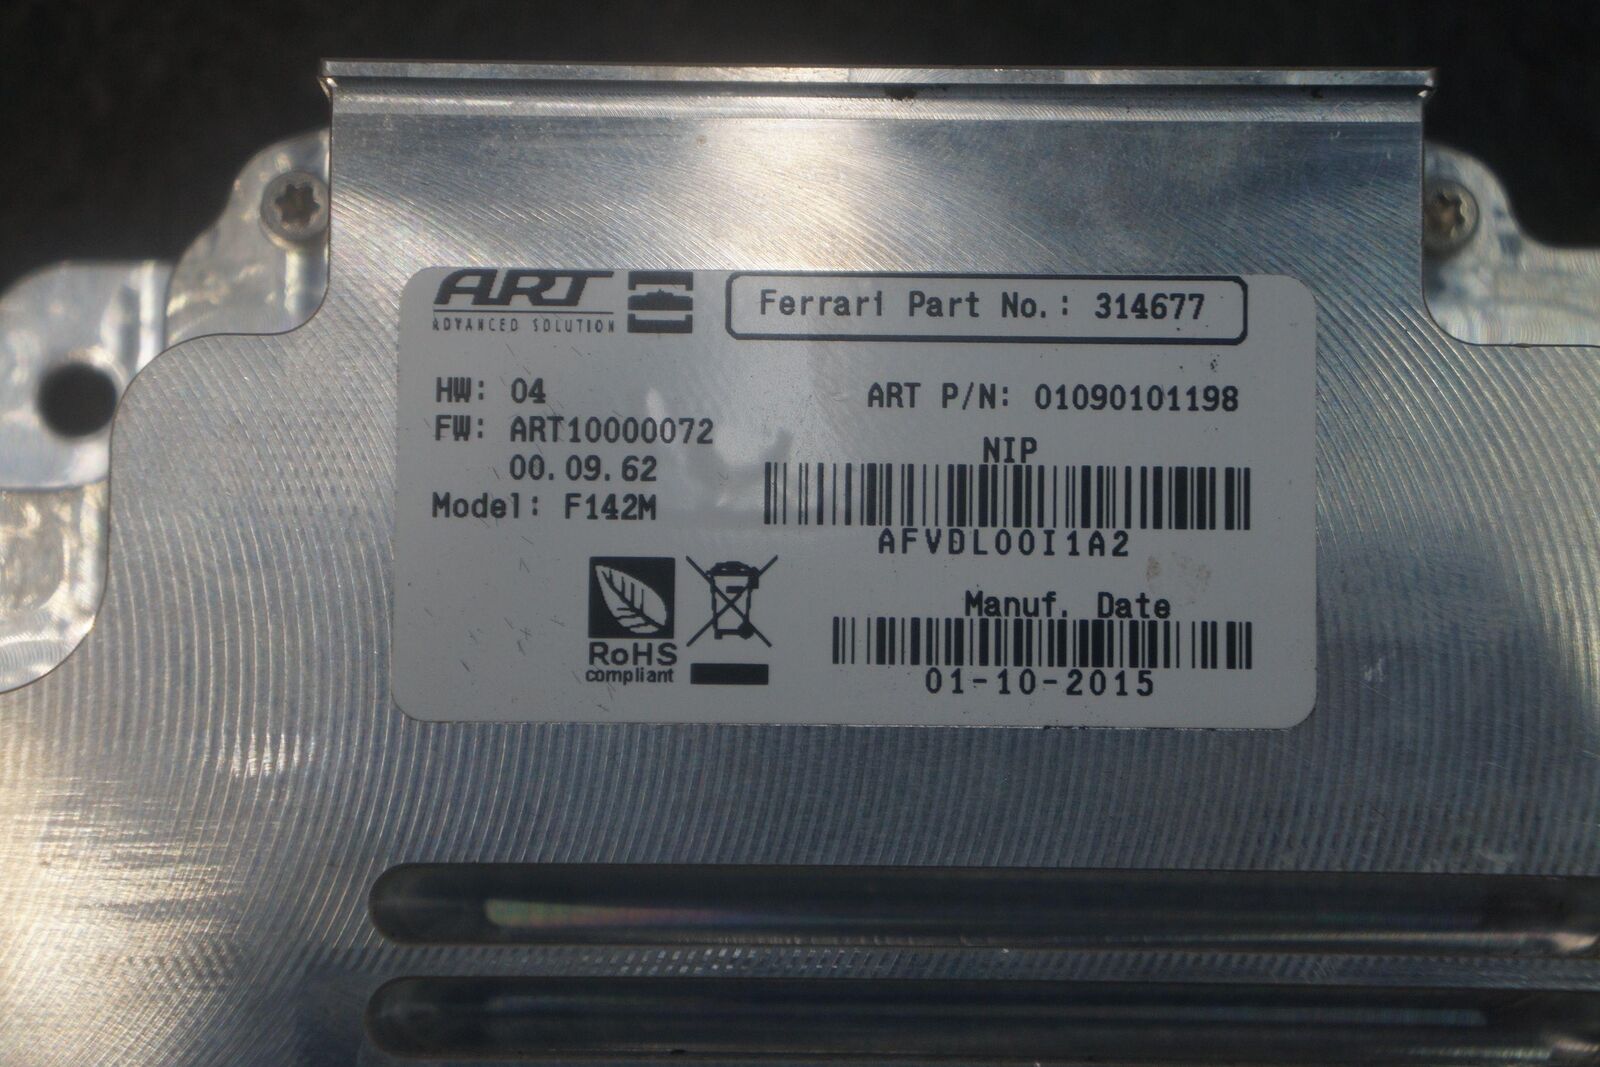 ART
ADVANCED SOLUTION
Ferrari Part No.: 314677
HW: 04
ART P/N: 01090101198
FW: ART10000072
00.09.62
NIP
Model: F142M
AFVDL00I1A2
RoHS
compliant
Manuf. Date
01-10-2015